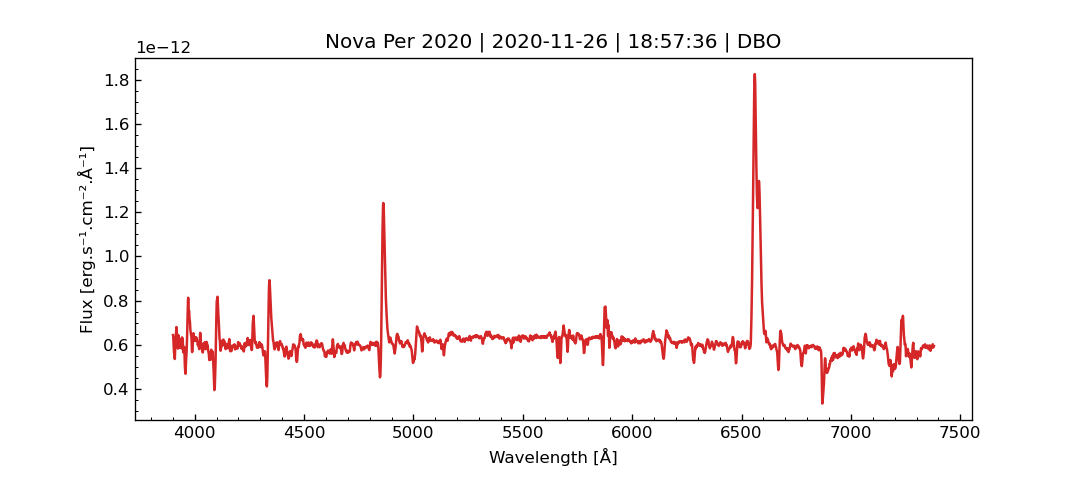 Nova Per 2020 | 2020-11-26 | 18:57:36 | DBO
1e−12
1.8
1.6
1.4
1.2
1.0
0.8
0.6
0.4
Flux [erg.s⁻¹.cm⁻².Å⁻¹]
4000 4500 5000 5500 6000 6500 7000 7500
Wavelength [Å]